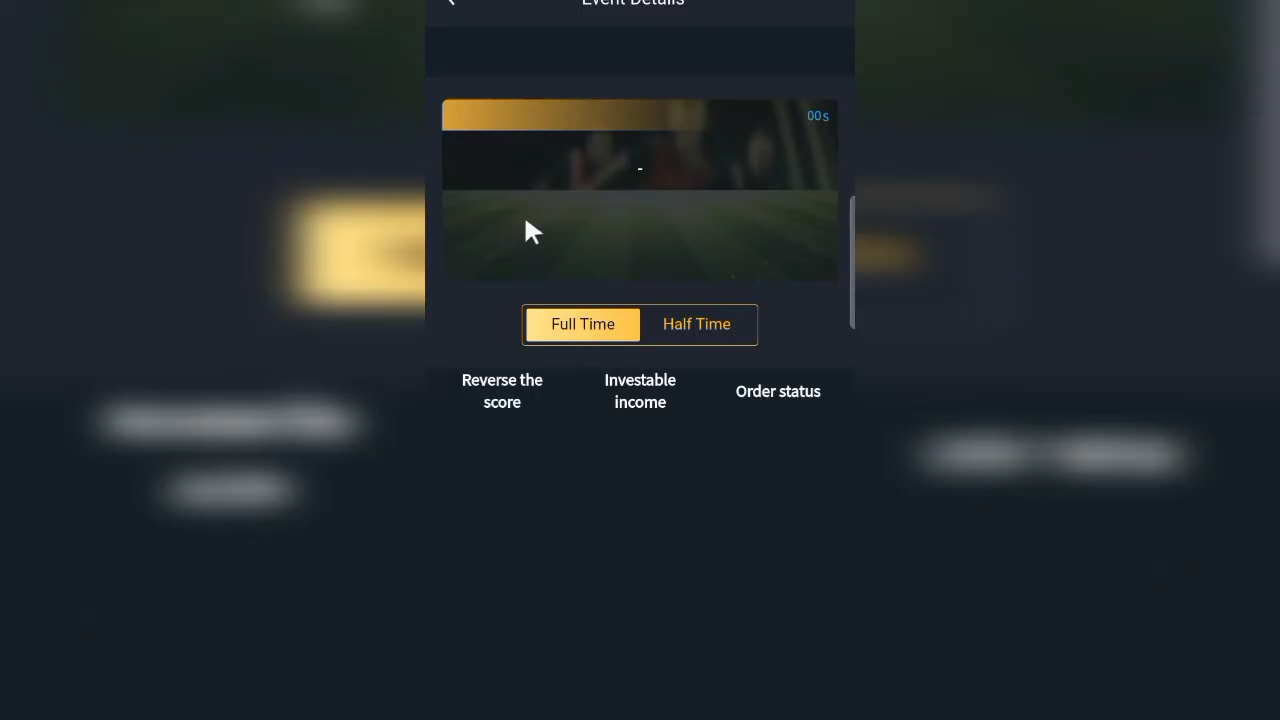 Event Details
00s
-
Full Time
Half Time
Reverse the
score
Investable
income
Order status